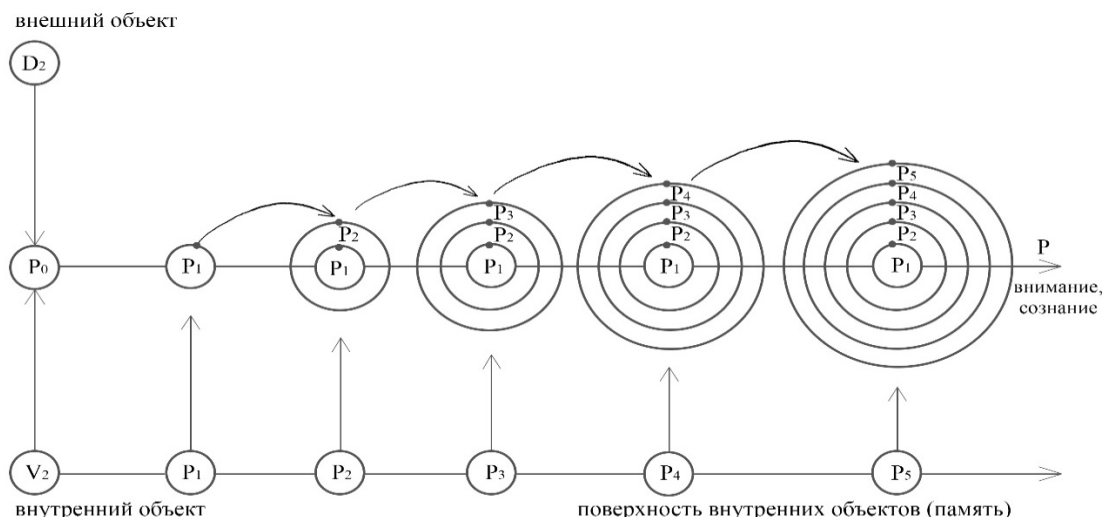 внешний объект
D₂
P₅
P₄
P₄
P₃
P₃
P₃
P₂
P₂
P₂
P₂
P₀
P₁
P₁
P₁
P₁
P₁
P
внимание,
сознание
V₂
P₁
P₂
P₃
P₄
P₅
внутренний объект
поверхность внутренних объектов (память)